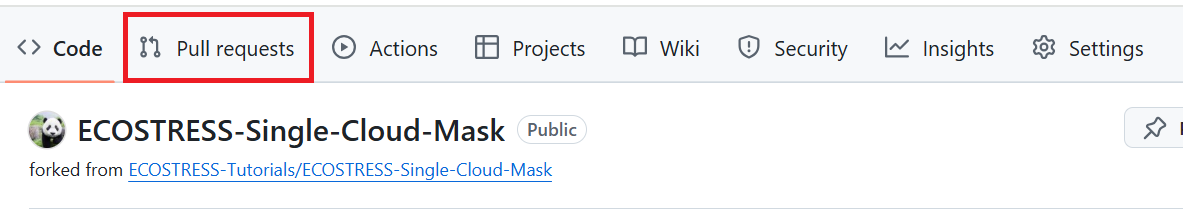 Code Pull requests Actions Projects Wiki Security Insights Settings
ECOSTRESS-Single-Cloud-Mask Public
forked from ECOSTRESS-Tutorials/ECOSTRESS-Single-Cloud-Mask